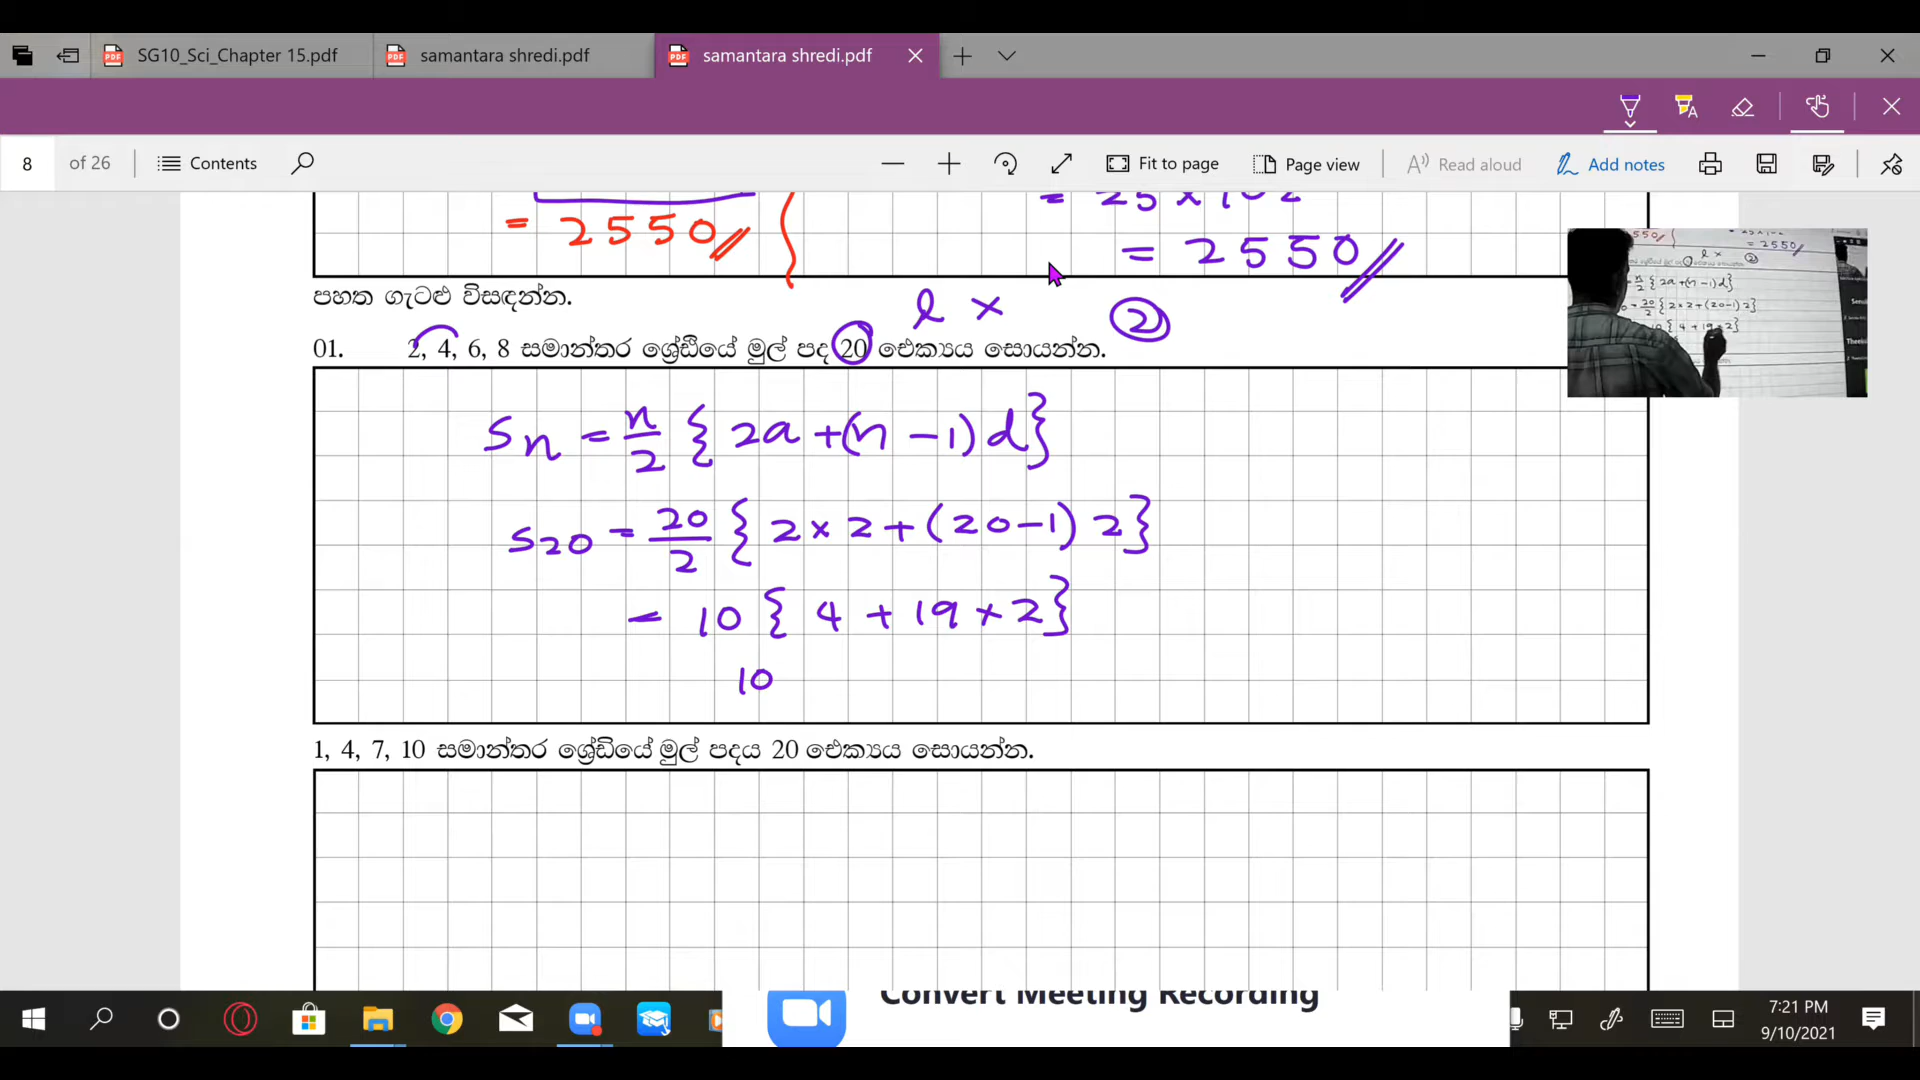 SG10_Sci_Chapter 15.pdf
samantara shredi.pdf
samantara shredi.pdf
8 of 26
Contents
Fit to page
Page view
Read aloud
Add notes
= 2550
= 25 × 102
= 2550
පහත ගැටළු විසඳන්න.
l ×
2
01. 2, 4, 6, 8 සමාන්තර ශ්‍රේඪියේ මුල් පද 20 ඓක්‍යය සොයන්න.
Sn = n/2 { 2a + (n - 1) d }
S20 = 20/2 { 2 × 2 + (20-1) 2 }
= 10 { 4 + 19 × 2 }
10
1, 4, 7, 10 සමාන්තර ශ්‍රේඪියේ මුල් පදය 20 ඓක්‍යය සොයන්න.
Convert Meeting Recording
7:21 PM
9/10/2021